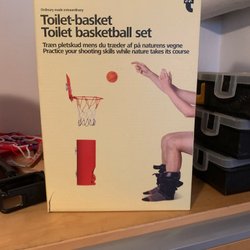 Ordinary made extraordinary
Toilet-basket
Toilet basketball set
Træn pletskud mens du træder af på naturens vegne
Practice your shooting skills while nature takes its course